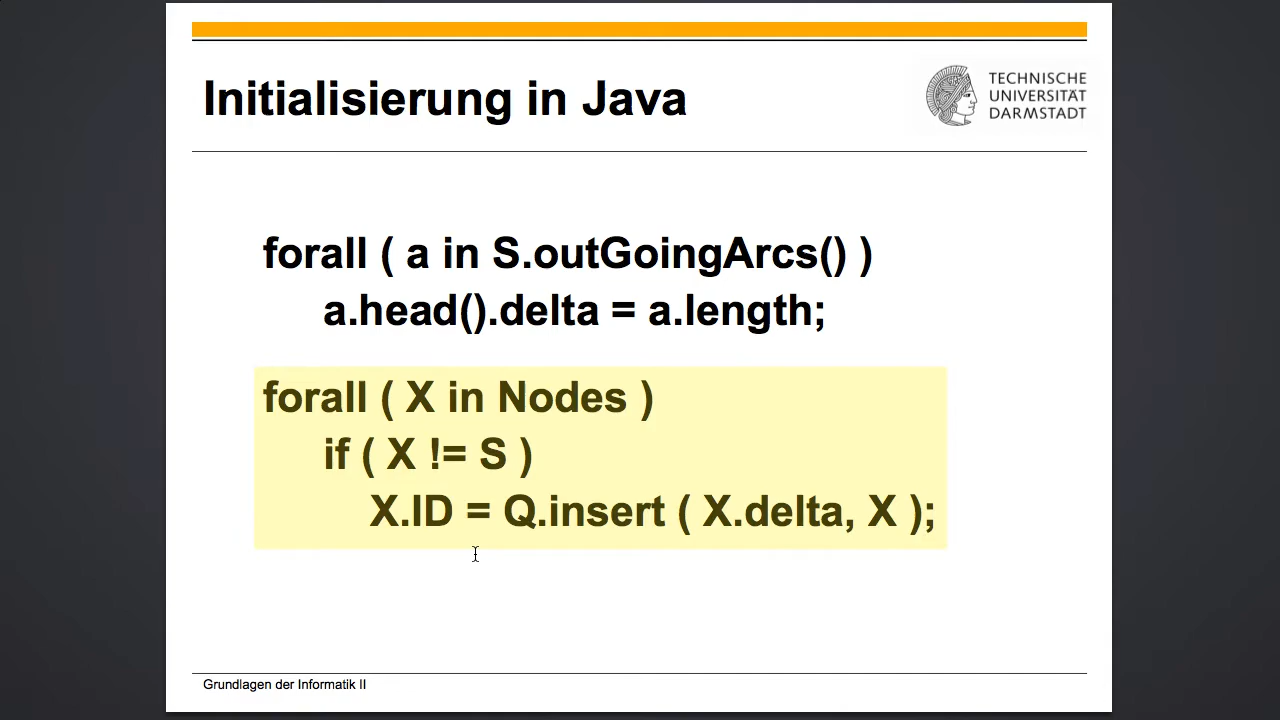 Initialisierung in Java
TECHNISCHE
UNIVERSITÄT
DARMSTADT
forall ( a in S.outGoingArcs() )
a.head().delta = a.length;
forall ( X in Nodes )
if ( X != S )
X.ID = Q.insert ( X.delta, X );
Grundlagen der Informatik II